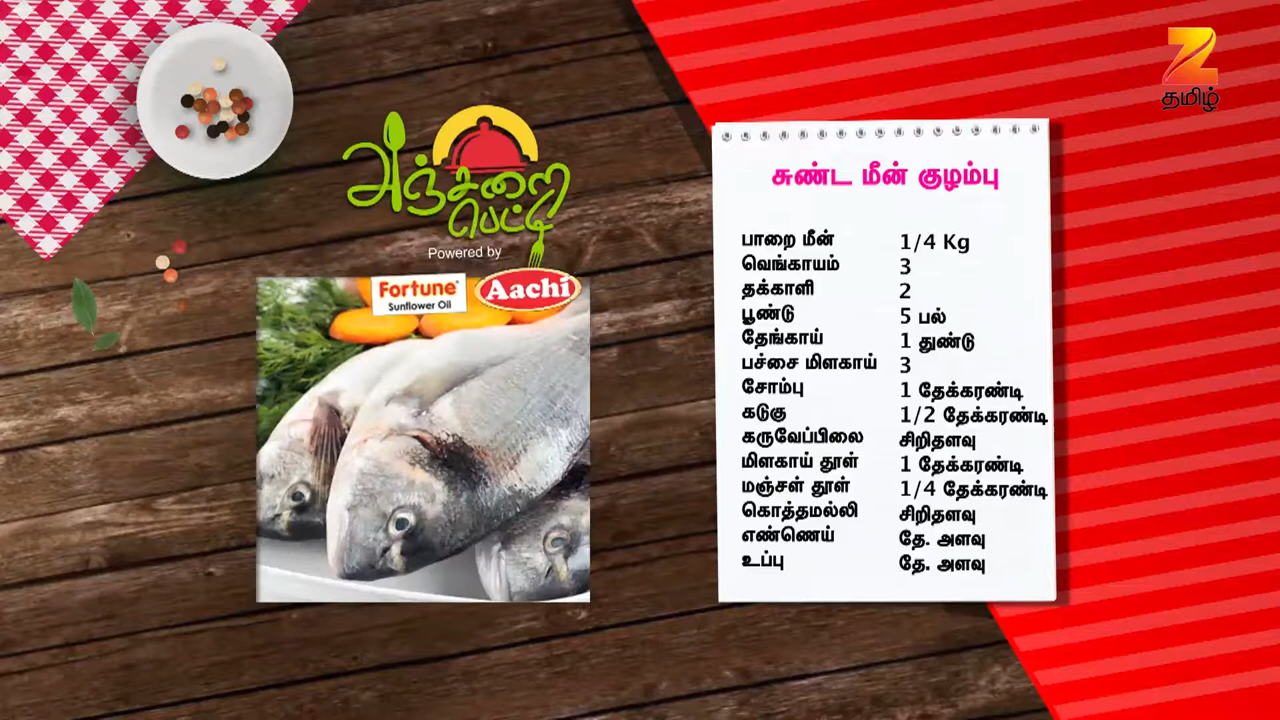 தமிழ்
அஞ்சறை
பெட்டி
Powered by
Fortune
Sunflower Oil
Aachi
சுண்ட மீன் குழம்பு
பாறை மீன் 1/4 Kg
வெங்காயம் 3
தக்காளி 2
பூண்டு 5 பல்
தேங்காய் 1 துண்டு
பச்சை மிளகாய் 3
சோம்பு 1 தேக்கரண்டி
கடுகு 1/2 தேக்கரண்டி
கருவேப்பிலை சிறிதளவு
மிளகாய் தூள் 1 தேக்கரண்டி
மஞ்சள் தூள் 1/4 தேக்கரண்டி
கொத்தமல்லி சிறிதளவு
எண்ணெய் தே. அளவு
உப்பு தே. அளவு